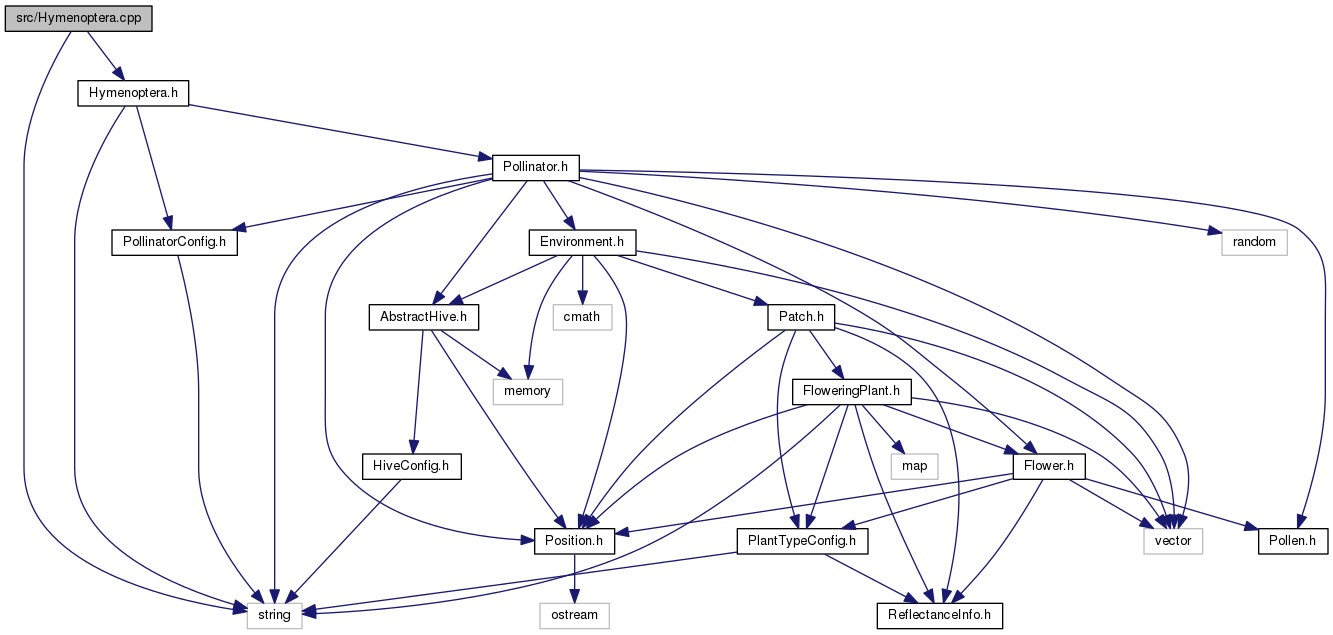 src/Hymenoptera.cpp
Hymenoptera.h
Pollinator.h
PollinatorConfig.h
Environment.h
random
AbstractHive.h
cmath
Patch.h
memory
FloweringPlant.h
HiveConfig.h
map
Flower.h
Position.h
PlantTypeConfig.h
vector
Pollen.h
string
ostream
ReflectanceInfo.h